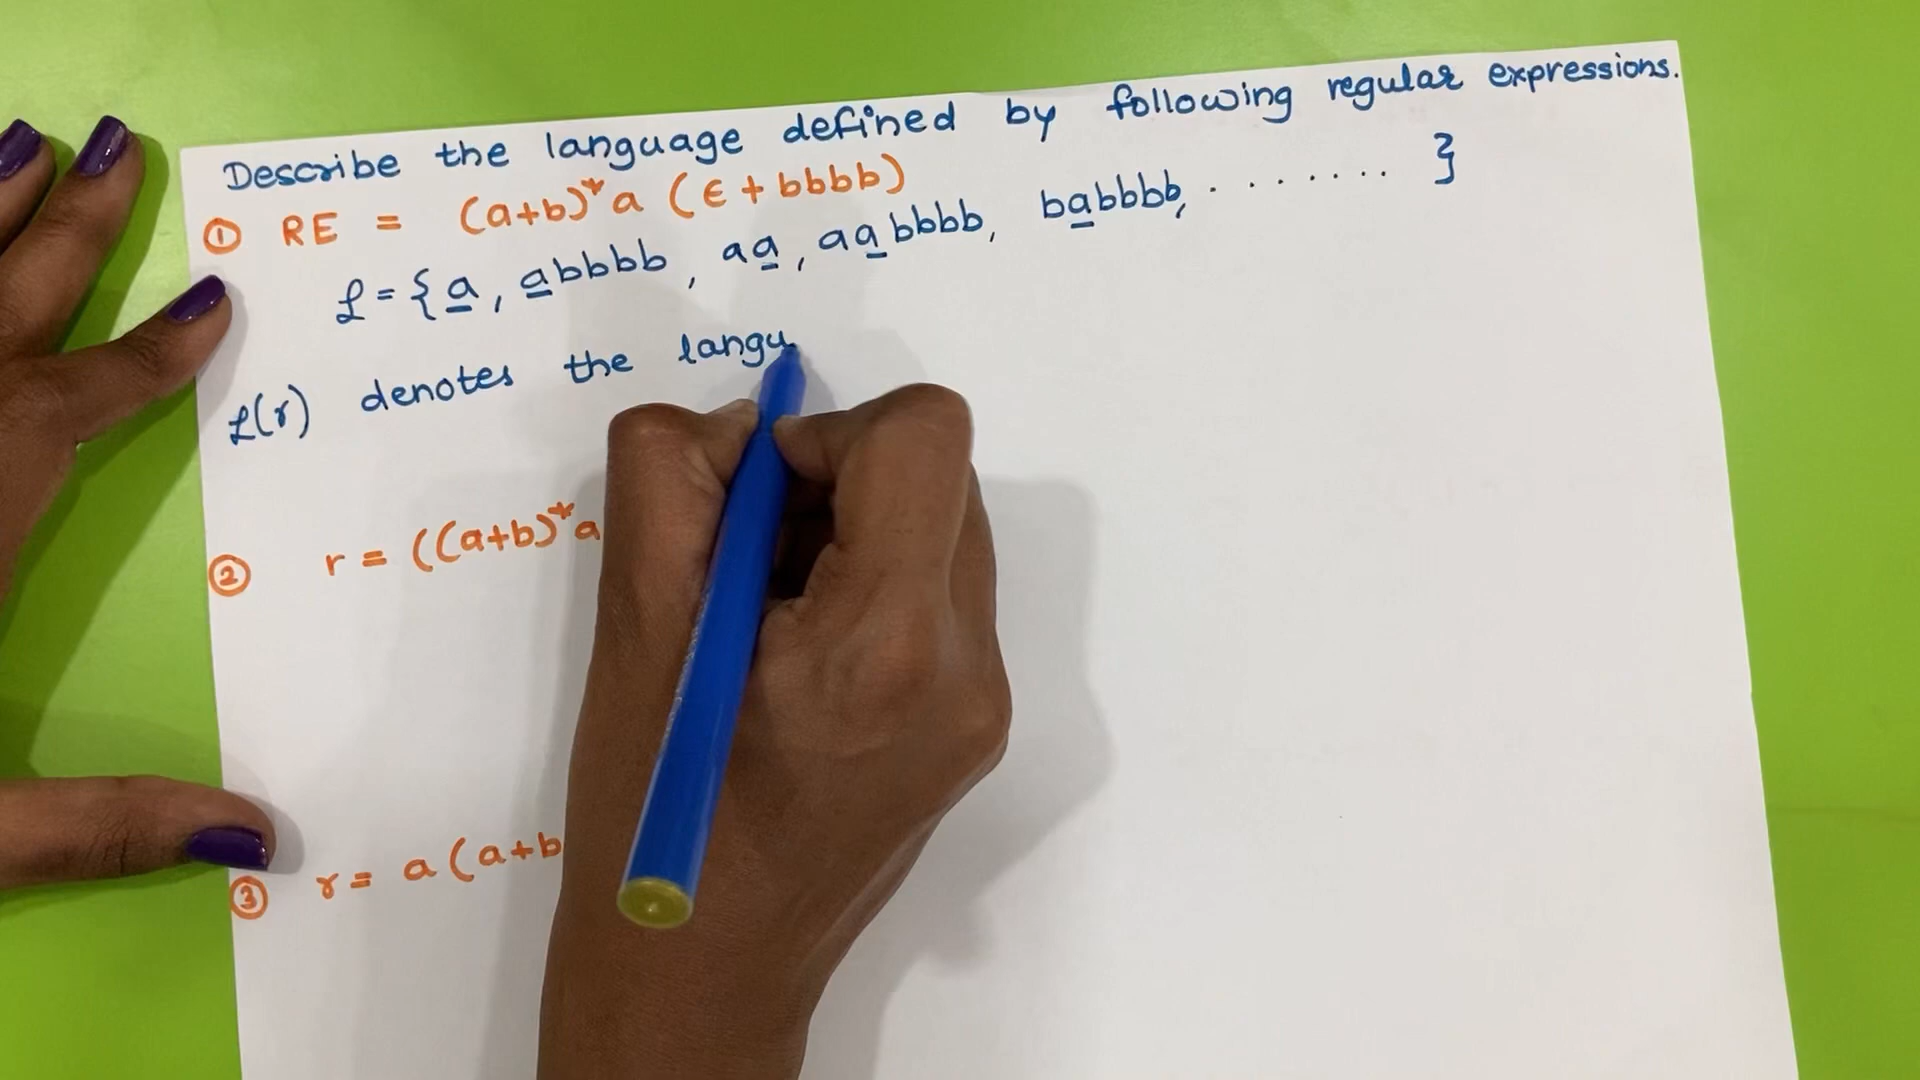 Describe the language defined by following regular expressions.
① RE = (a+b)*a (ϵ + bbbb)
ℒ = {a, abbbb, aa, aabbbb, babbbb, . . . . . . . }
ℒ(r) denotes the langu
② r = ((a+b)*a
③ r = a (a+b